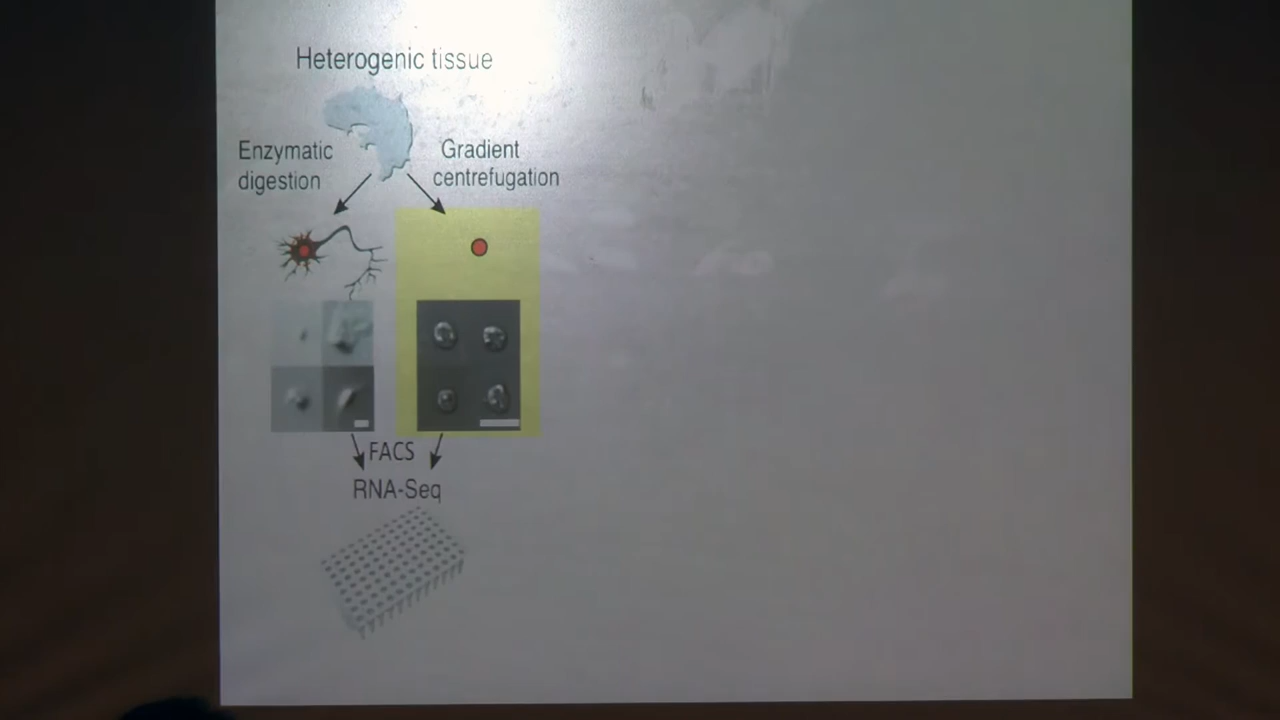 Heterogenic tissue
Enzymatic
digestion
Gradient
centrefugation
FACS
RNA-Seq